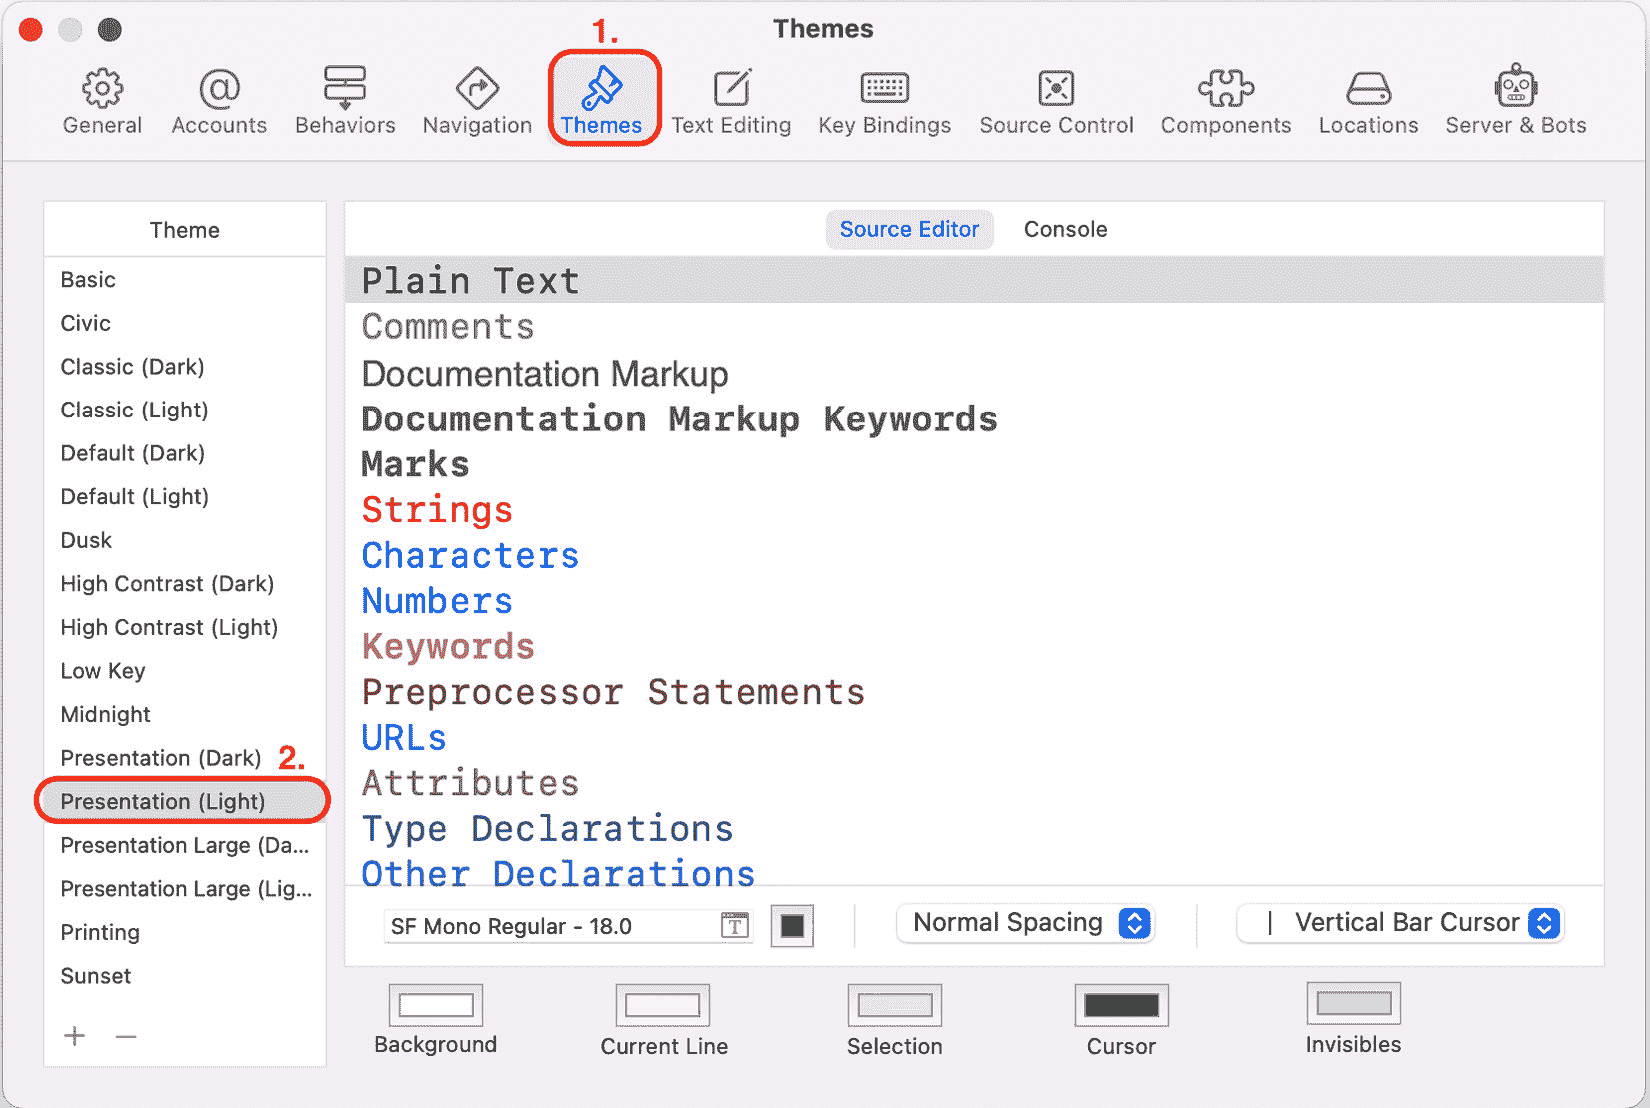 1.
Themes
General
Accounts
Behaviors
Navigation
Themes
Text Editing
Key Bindings
Source Control
Components
Locations
Server & Bots
Theme
Basic
Civic
Classic (Dark)
Classic (Light)
Default (Dark)
Default (Light)
Dusk
High Contrast (Dark)
High Contrast (Light)
Low Key
Midnight
Presentation (Dark)
2.
Presentation (Light)
Presentation Large (Da...
Presentation Large (Lig...
Printing
Sunset
Source Editor
Console
Plain Text
Comments
Documentation Markup
Documentation Markup Keywords
Marks
Strings
Characters
Numbers
Keywords
Preprocessor Statements
URLs
Attributes
Type Declarations
Other Declarations
SF Mono Regular - 18.0
Normal Spacing
Vertical Bar Cursor
Background
Current Line
Selection
Cursor
Invisibles